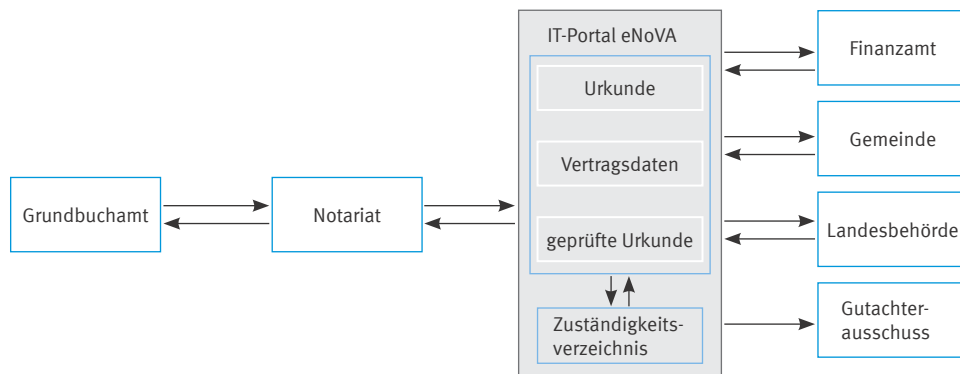 IT-Portal eNoVA
Urkunde
Vertragsdaten
geprüfte Urkunde
Zuständigkeits-
verzeichnis
Grundbuchamt
Notariat
Finanzamt
Gemeinde
Landesbehörde
Gutachter-
ausschuss